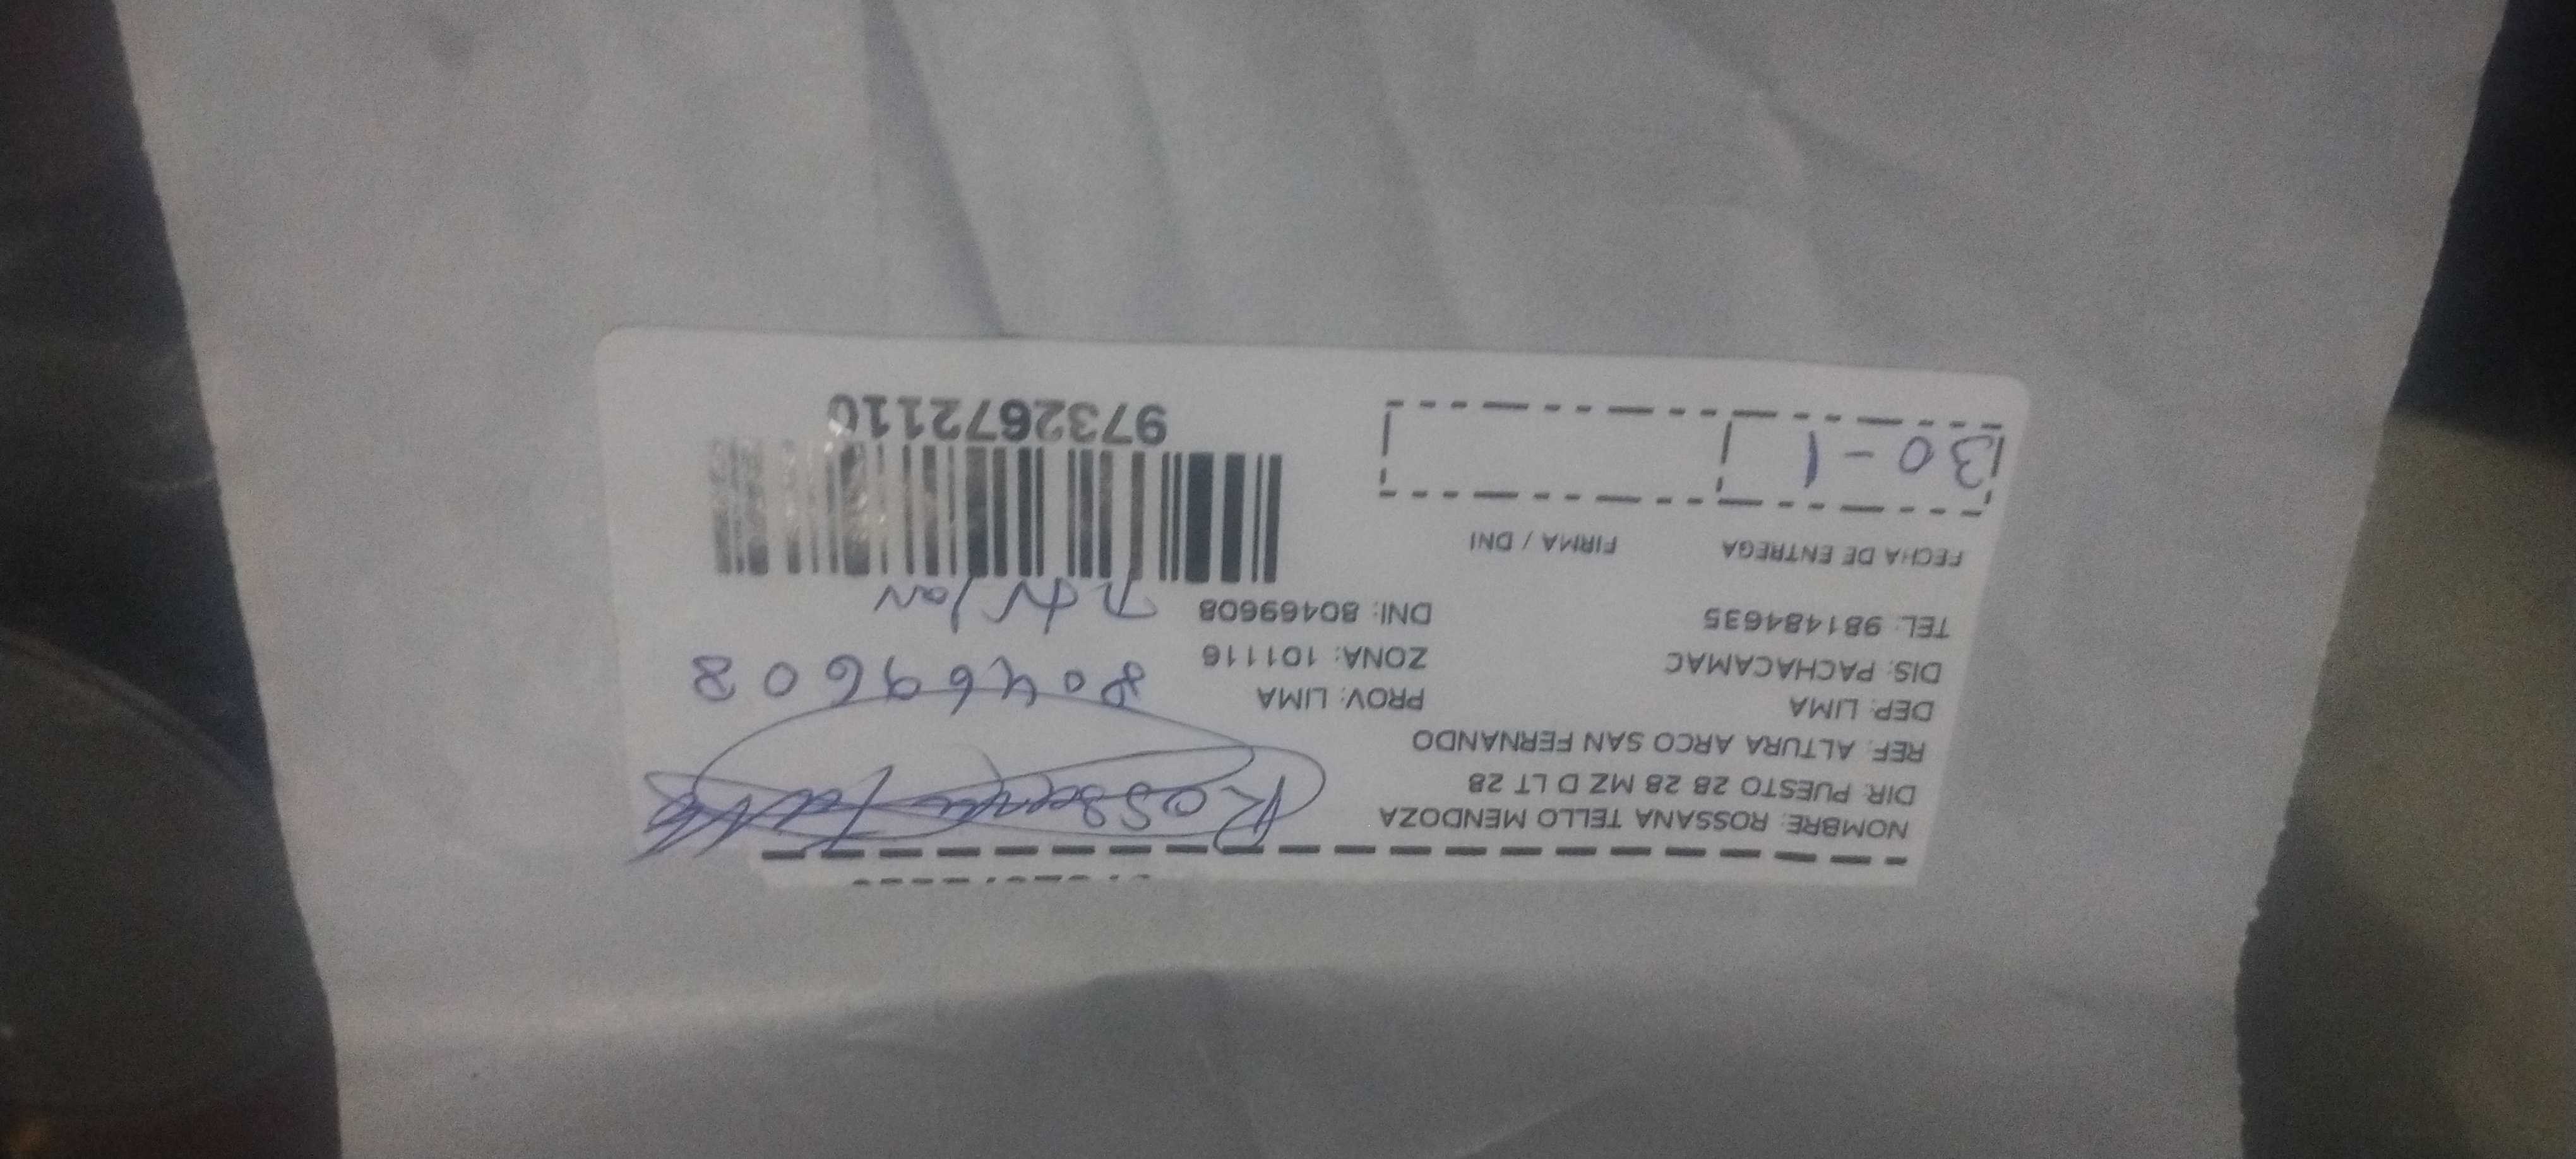 NOMBRE: ROSSANA TELLO MENDOZA
DIR: PUESTO 28 28 MZ D LT 28
REF: ALTURA ARCO SAN FERNANDO
DEP: LIMA PROV: LIMA
DIS: PACHACAMAC ZONA: 101116
TEL: 981484635 DNI: 80469608
Rossana
80469608
FECHA DE ENTREGA FIRMA / DNI
30-1
9732672110